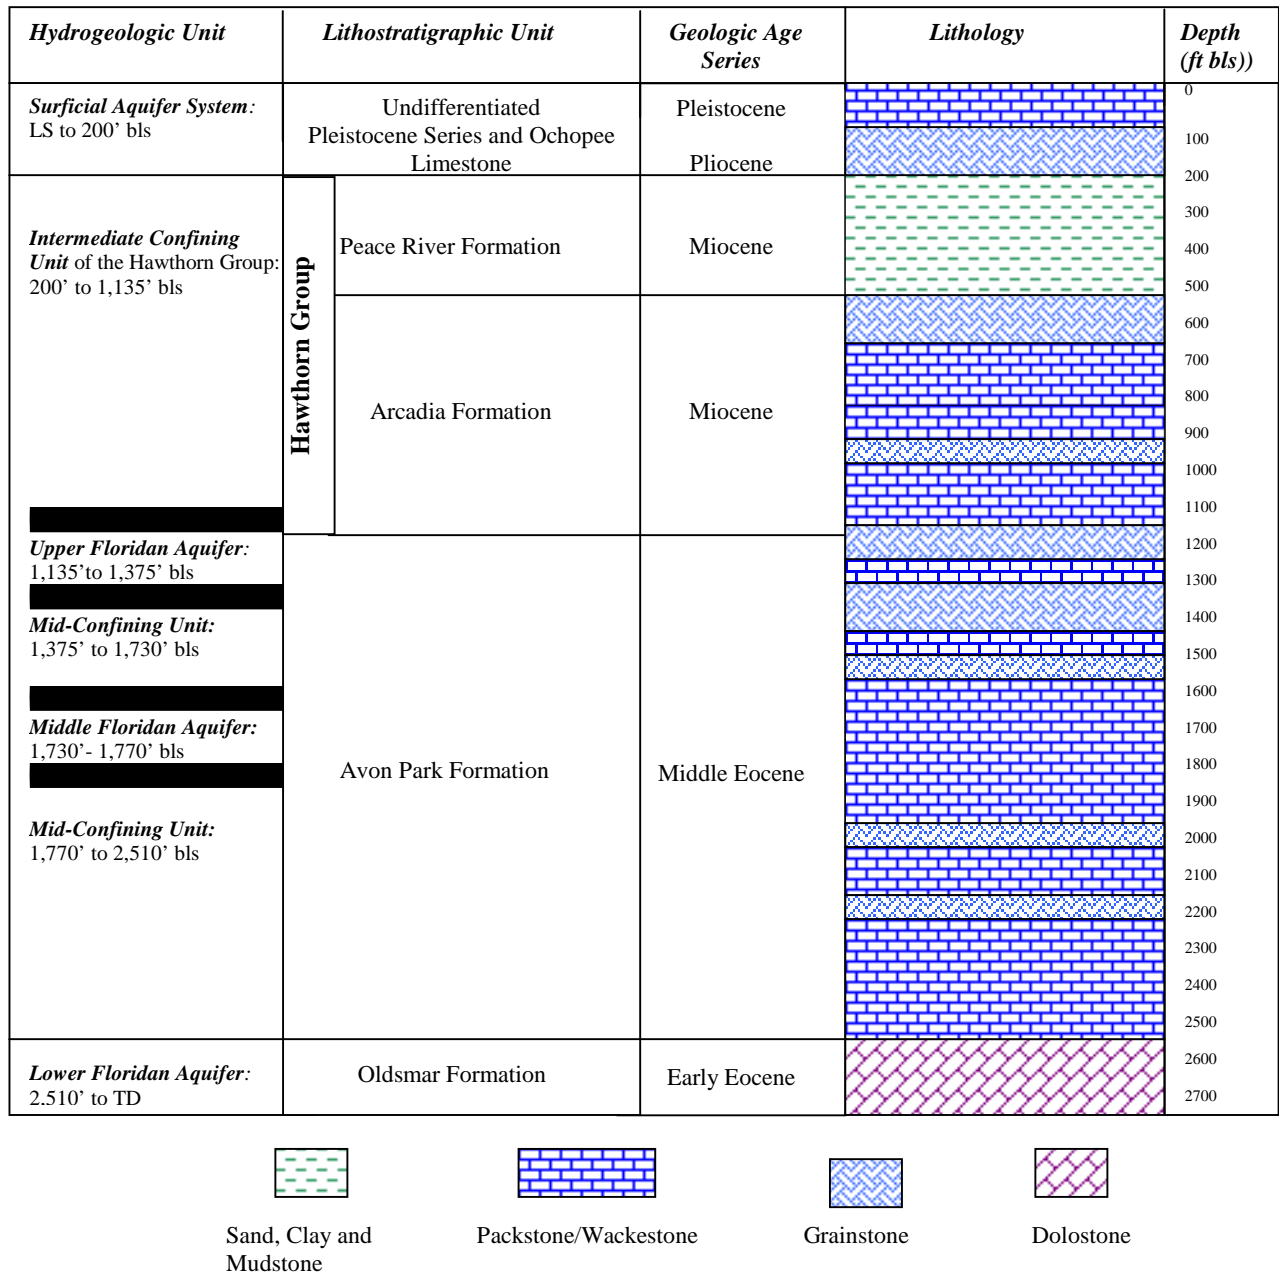 Hydrogeologic Unit
Lithostratigraphic Unit
Geologic Age
Series
Lithology
Depth
(ft bls))
Surficial Aquifer System:
LS to 200' bls
Undifferentiated
Pleistocene Series and Ochopee
Limestone
Pleistocene
Pliocene
Intermediate Confining
Unit of the Hawthorn Group:
200' to 1,135' bls
Hawthorn Group
Peace River Formation
Miocene
Arcadia Formation
Miocene
Upper Floridan Aquifer:
1,135'to 1,375' bls
Mid-Confining Unit:
1,375' to 1,730' bls
Middle Floridan Aquifer:
1,730'- 1,770' bls
Mid-Confining Unit:
1,770' to 2,510' bls
Avon Park Formation
Middle Eocene
Lower Floridan Aquifer:
2.510' to TD
Oldsmar Formation
Early Eocene
0
100
200
300
400
500
600
700
800
900
1000
1100
1200
1300
1400
1500
1600
1700
1800
1900
2000
2100
2200
2300
2400
2500
2600
2700
Sand, Clay and
Mudstone
Packstone/Wackestone
Grainstone
Dolostone